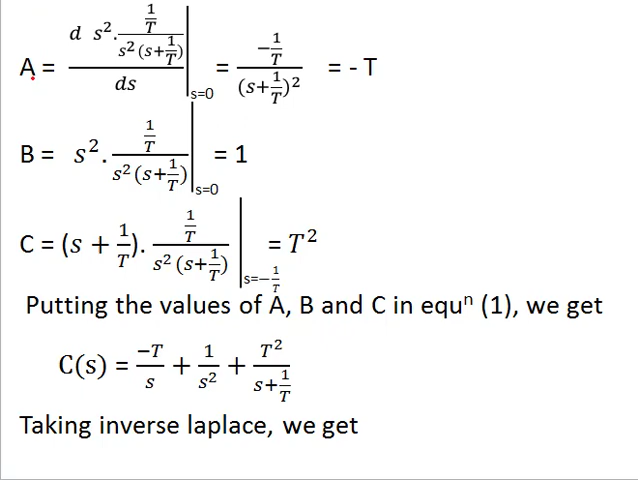 A = d s². (1/T)/(s²(s+1/T)) / ds |s=0 = (−1/T)/((s+1/T)²) = - T
B = s². (1/T)/(s²(s+1/T)) |s=0 = 1
C = (s + 1/T). (1/T)/(s²(s+1/T)) |s=−1/T = T²
Putting the values of A, B and C in equⁿ (1), we get
C(s) = −T/s + 1/s² + T²/(s+1/T)
Taking inverse laplace, we get